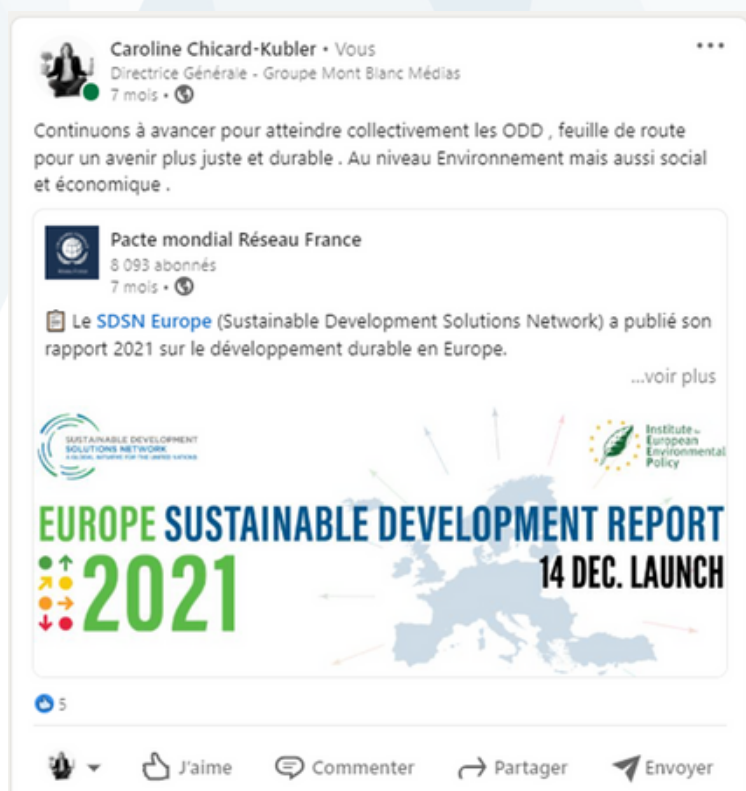 Caroline Chicard-Kubler • Vous
Directrice Générale - Groupe Mont Blanc Médias
7 mois •
Continuons à avancer pour atteindre collectivement les ODD , feuille de route
pour un avenir plus juste et durable . Au niveau Environnement mais aussi social
et économique .
Pacte mondial Réseau France
8 093 abonnés
7 mois •
Le SDSN Europe (Sustainable Development Solutions Network) a publié son
rapport 2021 sur le développement durable en Europe.
...voir plus
SUSTAINABLE DEVELOPMENT
SOLUTIONS NETWORK
A GLOBAL INITIATIVE FOR THE UNITED NATIONS
Institute for
European
Environmental
Policy
EUROPE SUSTAINABLE DEVELOPMENT REPORT
2021
14 DEC. LAUNCH
5
J'aime
Commenter
Partager
Envoyer